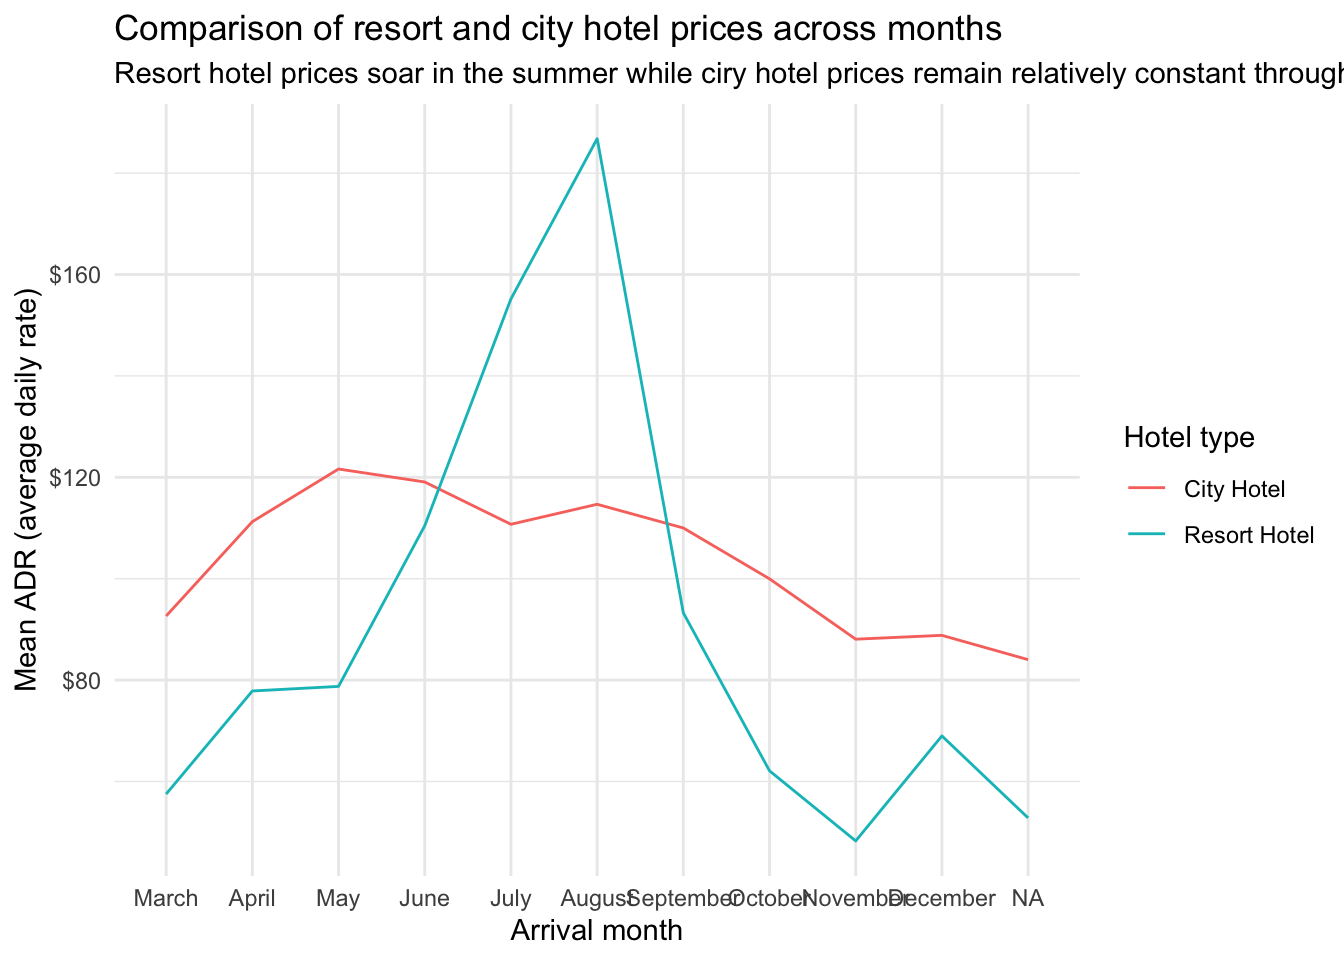 Comparison of resort and city hotel prices across months
Resort hotel prices soar in the summer while ciry hotel prices remain relatively constant through
$160
$120
$80
Mean ADR (average daily rate)
March April May June July August September October November December NA
Arrival month
Hotel type
City Hotel
Resort Hotel